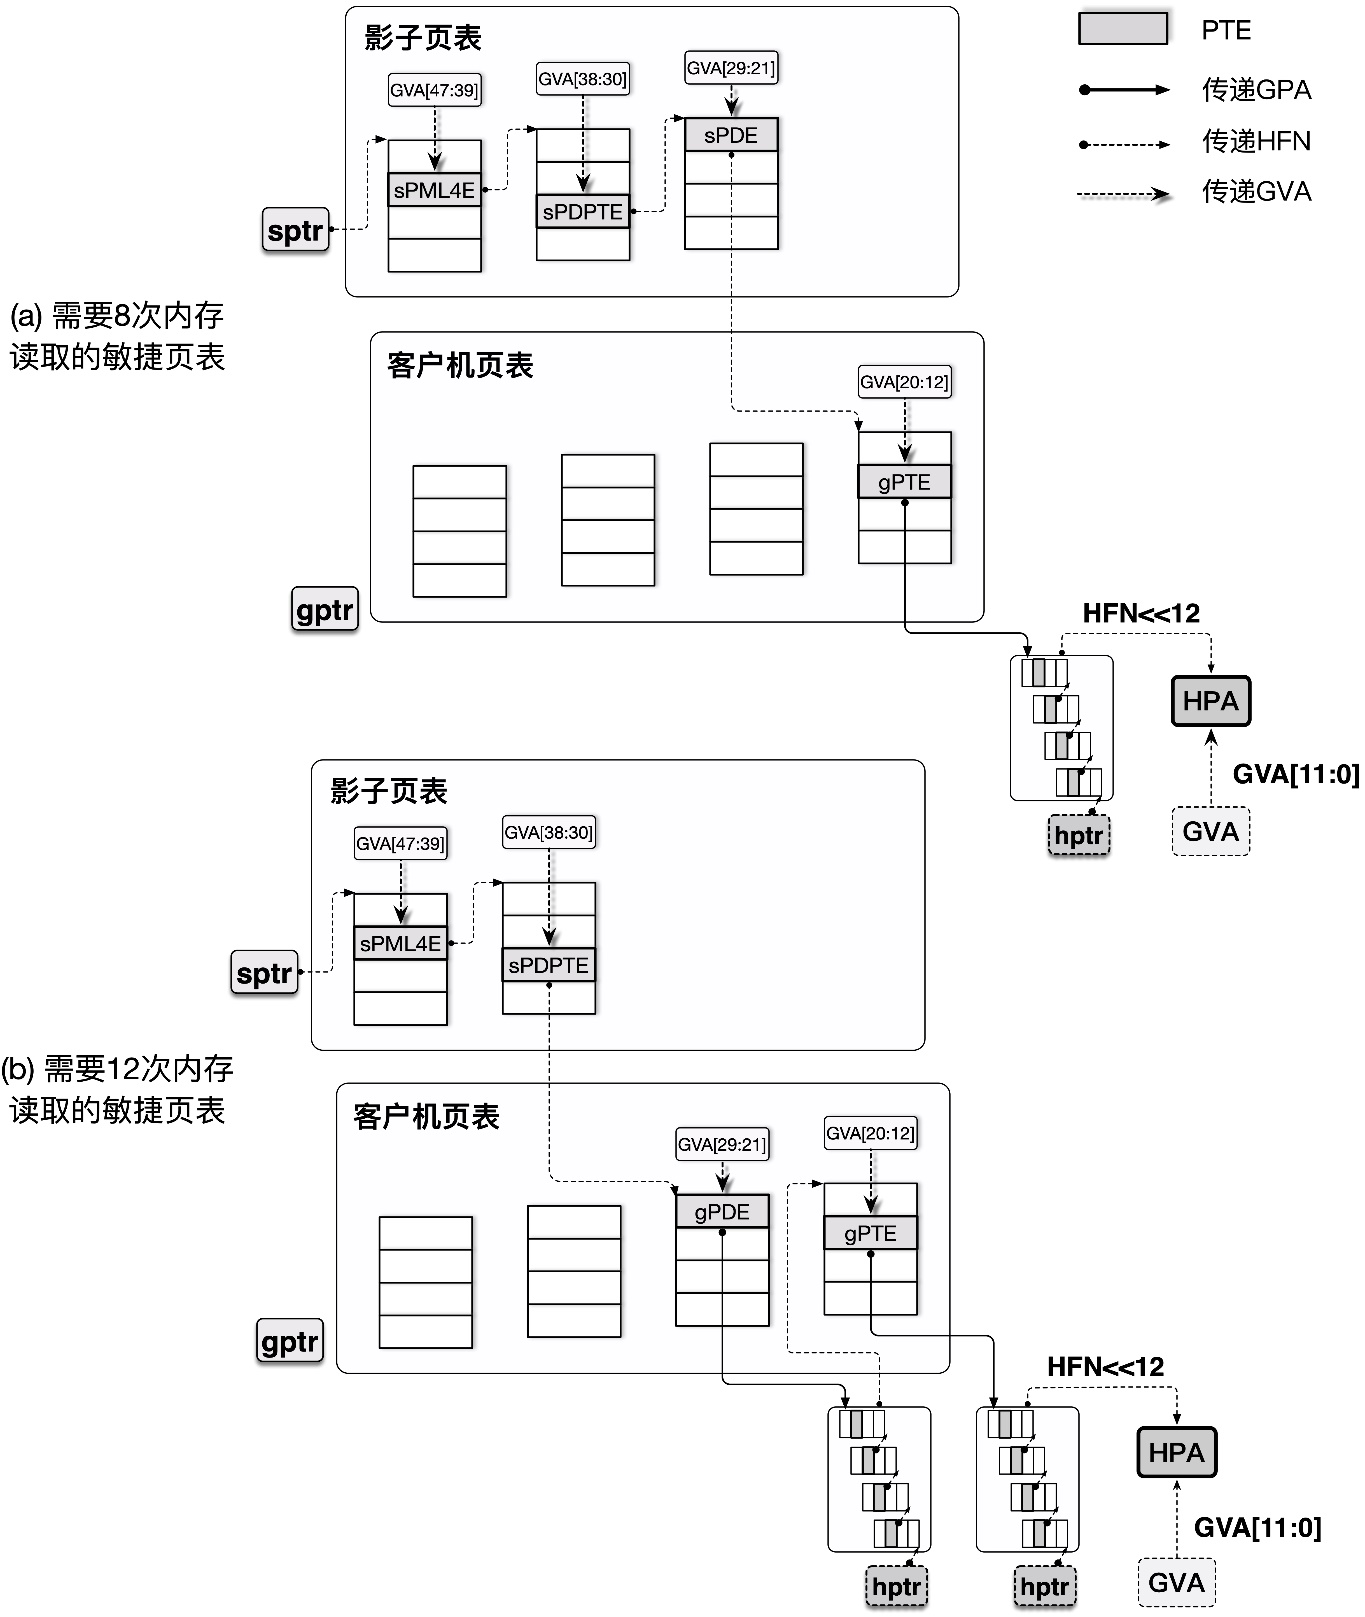 影子页表
GVA[47:39]
GVA[38:30]
GVA[29:21]
sPML4E
sPDPTE
sPDE
sptr
PTE
传递GPA
传递HFN
传递GVA
(a) 需要8次内存
读取的敏捷页表
客户机页表
GVA[20:12]
gPTE
gptr
HFN<<12
HPA
GVA[11:0]
GVA
hptr
影子页表
GVA[47:39]
GVA[38:30]
sPML4E
sPDPTE
sptr
(b) 需要12次内存
读取的敏捷页表
客户机页表
GVA[29:21]
GVA[20:12]
gPDE
gPTE
gptr
HFN<<12
HPA
GVA[11:0]
GVA
hptr
hptr